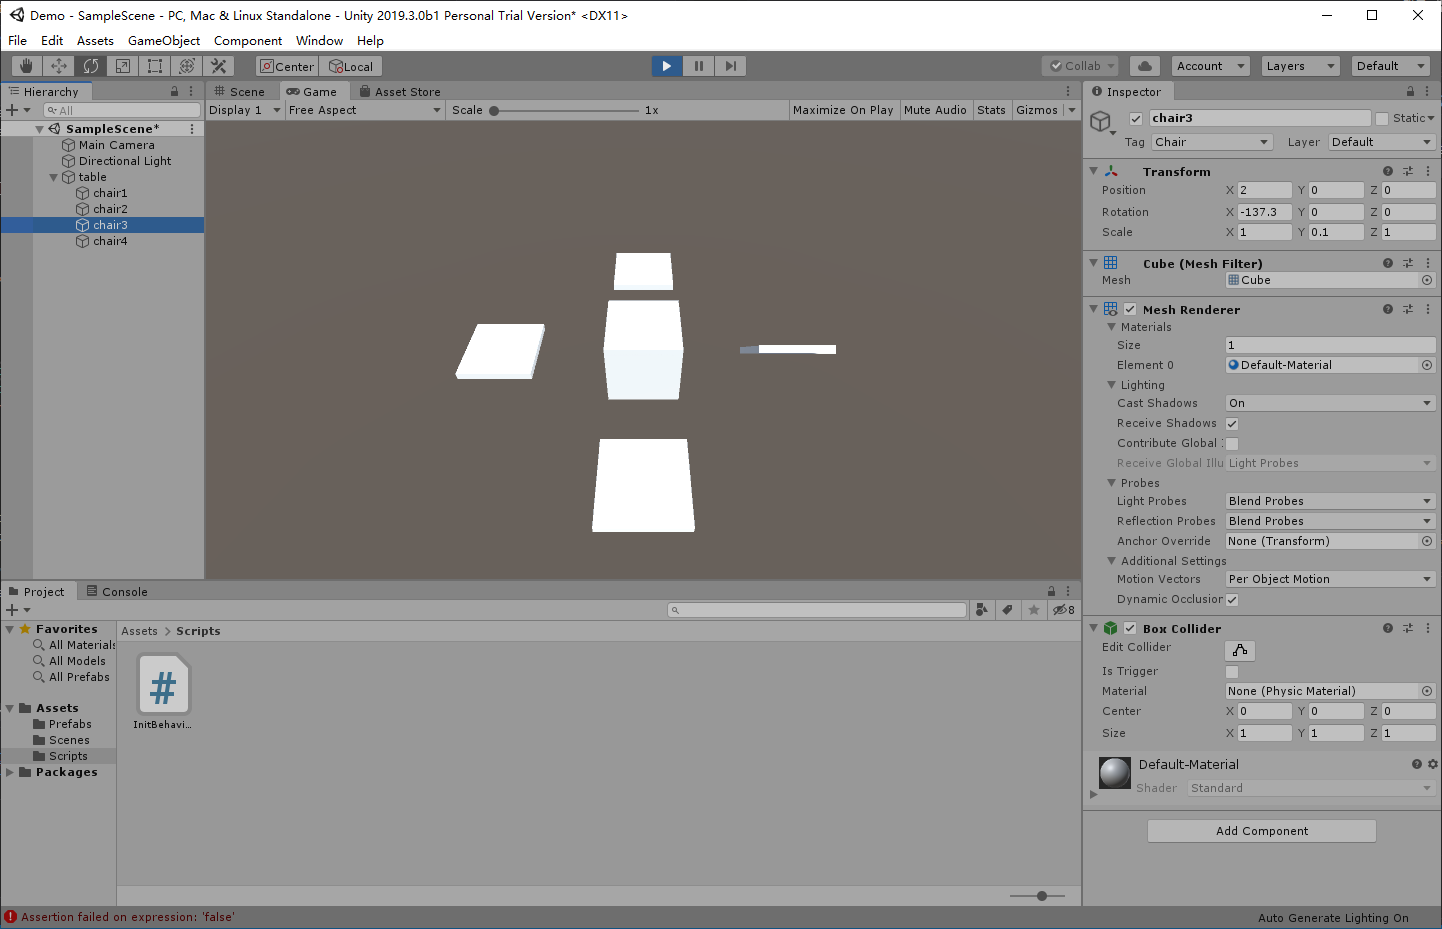 Demo - SampleScene - PC, Mac & Linux Standalone - Unity 2019.3.0b1 Personal Trial Version* <DX11>
File Edit Assets GameObject Component Window Help
Center Local Collab Account Layers Default
Hierarchy
All
SampleScene*
Main Camera
Directional Light
table
chair1
chair2
chair3
chair4
Scene Game Asset Store
Display 1 Free Aspect Scale 1x Maximize On Play Mute Audio Stats Gizmos
Inspector
chair3 Static
Tag Chair Layer Default
Transform
Position X 2 Y 0 Z 0
Rotation X -137.3 Y 0 Z 0
Scale X 1 Y 0.1 Z 1
Cube (Mesh Filter)
Mesh Cube
Mesh Renderer
Materials
Size 1
Element 0 Default-Material
Lighting
Cast Shadows On
Receive Shadows
Contribute Global
Receive Global Illu Light Probes
Probes
Light Probes Blend Probes
Reflection Probes Blend Probes
Anchor Override None (Transform)
Additional Settings
Motion Vectors Per Object Motion
Dynamic Occlusion
Box Collider
Edit Collider
Is Trigger
Material None (Physic Material)
Center X 0 Y 0 Z 0
Size X 1 Y 1 Z 1
Default-Material
Shader Standard
Add Component
Project Console
8
Favorites
All Materials
All Models
All Prefabs
Assets
Prefabs
Scenes
Scripts
Packages
Assets > Scripts
#
InitBehavi...
Assertion failed on expression: 'false'
Auto Generate Lighting On